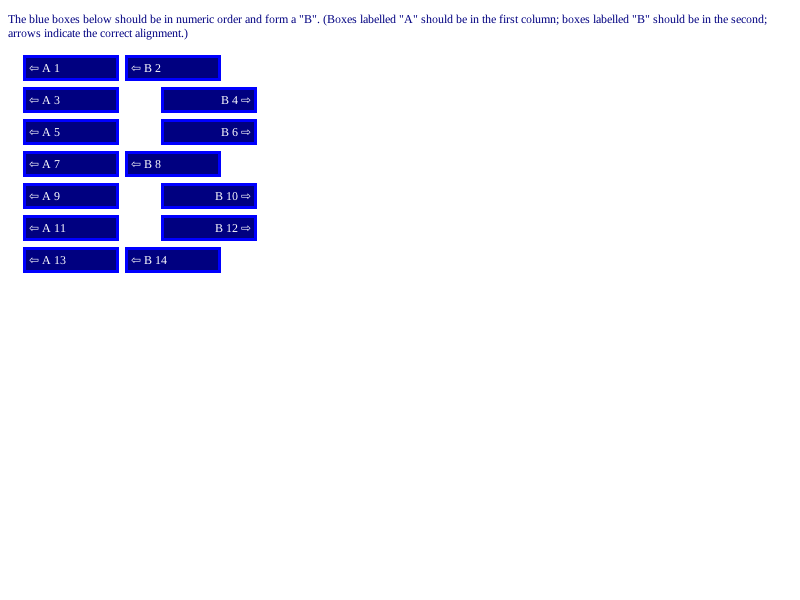 The blue boxes below should be in numeric order and form a "B". (Boxes labelled "A" should be in the first column; boxes labelled "B" should be in the second;
arrows indicate the correct alignment.)
⇦ A 1 ⇦ B 2
⇦ A 3 B 4 ⇨
⇦ A 5 B 6 ⇨
⇦ A 7 ⇦ B 8
⇦ A 9 B 10 ⇨
⇦ A 11 B 12 ⇨
⇦ A 13 ⇦ B 14